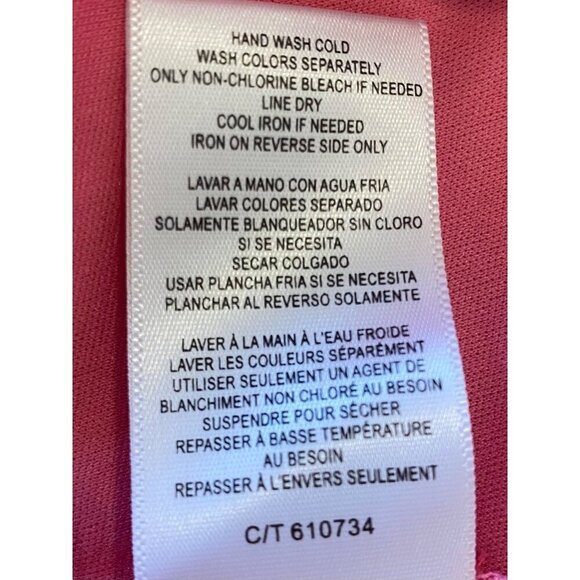 HAND WASH COLD
WASH COLORS SEPARATELY
ONLY NON-CHLORINE BLEACH IF NEEDED
LINE DRY
COOL IRON IF NEEDED
IRON ON REVERSE SIDE ONLY
LAVAR A MANO CON AGUA FRIA
LAVAR COLORES SEPARADO
SOLAMENTE BLANQUEADOR SIN CLORO
SI SE NECESITA
SECAR COLGADO
USAR PLANCHA FRIA SI SE NECESITA
PLANCHAR AL REVERSO SOLAMENTE
LAVER À LA MAIN À L'EAU FROIDE
LAVER LES COULEURS SÉPARÉMENT
UTILISER SEULEMENT UN AGENT DE
BLANCHIMENT NON CHLORÉ AU BESOIN
SUSPENDRE POUR SÉCHER
REPASSER À BASSE TEMPÉRATURE
AU BESOIN
REPASSER À L'ENVERS SEULEMENT
C/T 610734